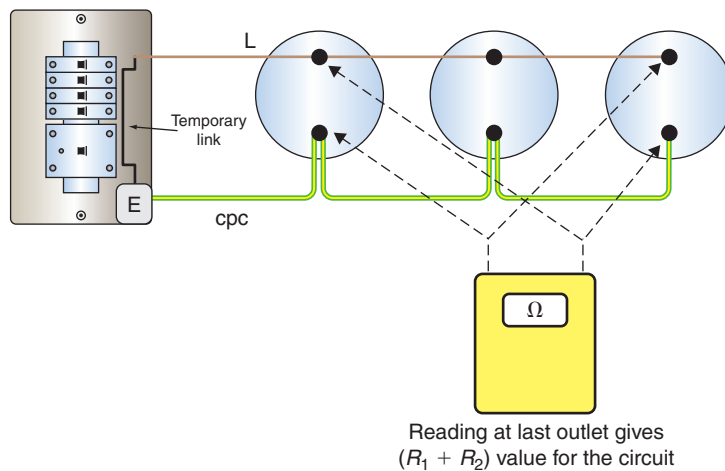 L
Temporary
link
E
cpc
Ω
Reading at last outlet gives
(R₁ + R₂) value for the circuit